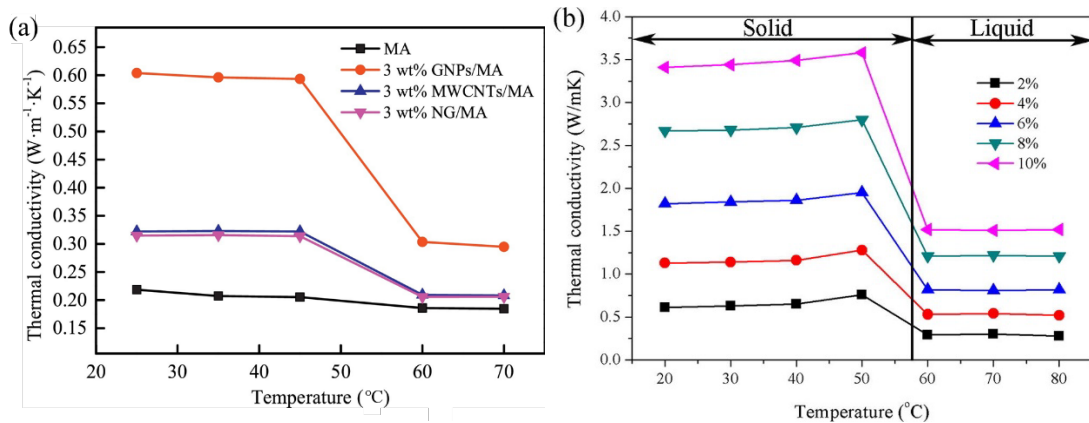 (a)
0.65
0.60
0.55
0.50
0.45
0.40
0.35
0.30
0.25
0.20
0.15
Thermal conductivity (W·m⁻¹·K⁻¹)
MA
3 wt% GNPs/MA
3 wt% MWCNTs/MA
3 wt% NG/MA
20 30 40 50 60 70
Temperature (°C)
(b)
Solid Liquid
4.0
3.5
3.0
2.5
2.0
1.5
1.0
0.5
0.0
Thermal conductivity (W/mK)
2%
4%
6%
8%
10%
20 30 40 50 60 70 80
Temperature (°C)